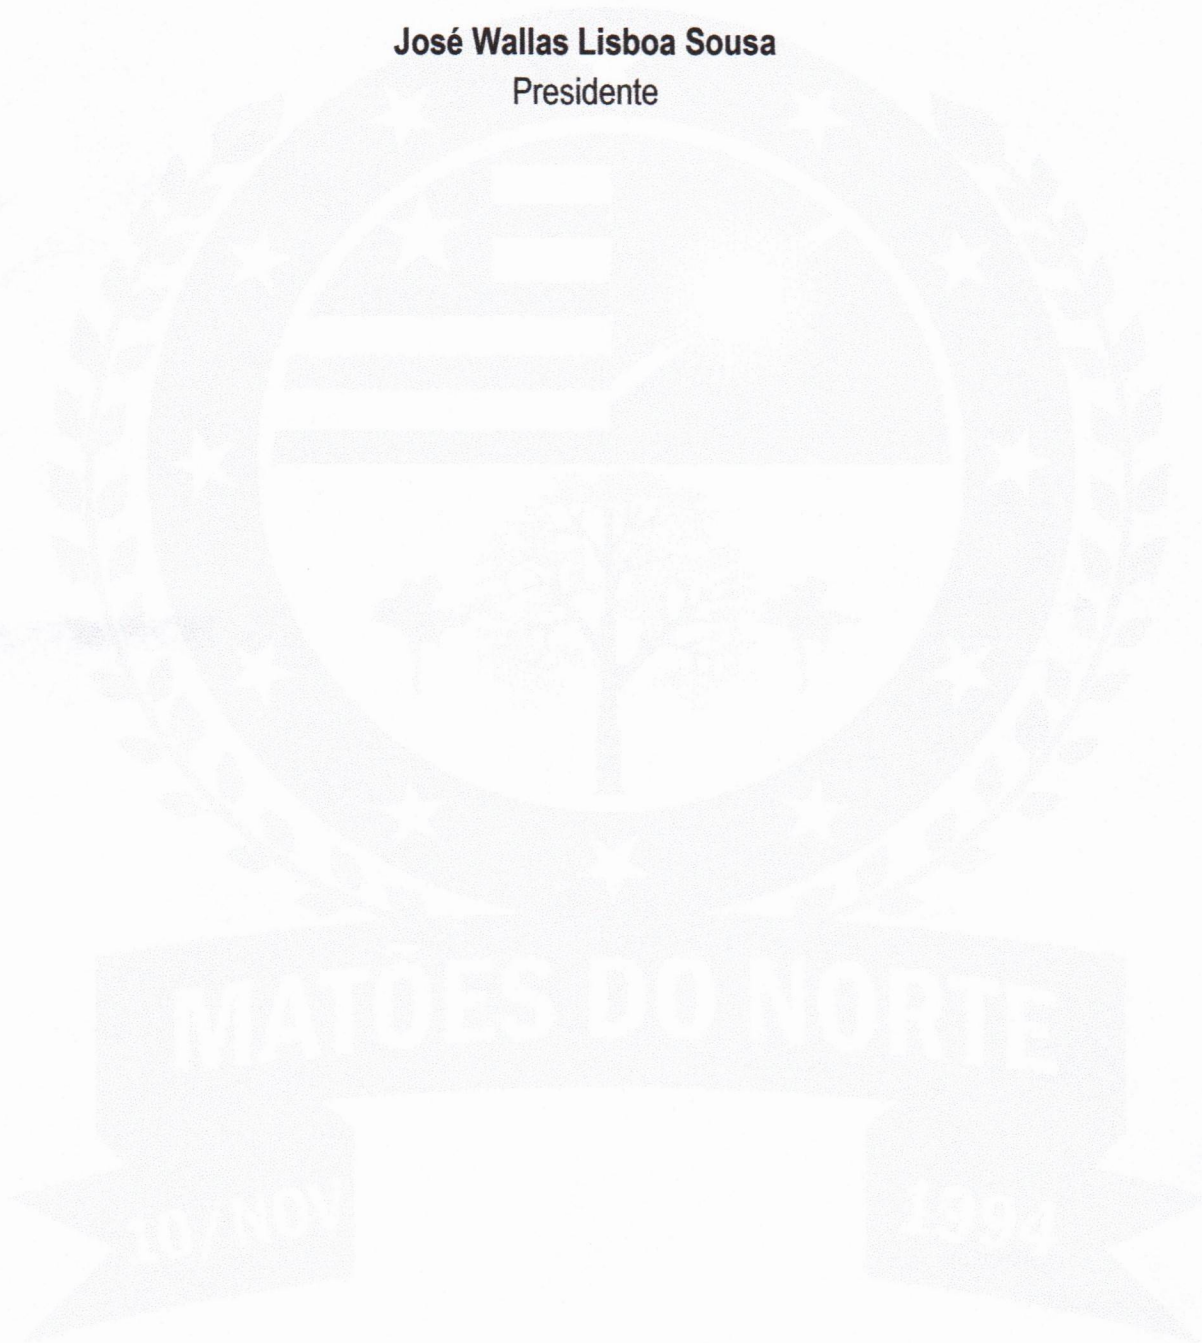 José Wallas Lisboa Sousa
Presidente
MATÕES DO NORTE
10/NOV
1994